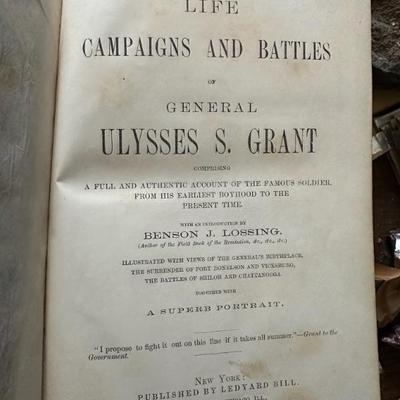 LIFE
CAMPAIGNS AND BATTLES
OF
GENERAL
ULYSSES S. GRANT
COMPRISING
A FULL AND AUTHENTIC ACCOUNT OF THE FAMOUS SOLDIER,
FROM HIS EARLIEST BOYHOOD TO THE
PRESENT TIME.
WITH AN INTRODUCTION BY
BENSON J. LOSSING.
(Author of the Field Book of the Revolution, &c., &c., &c.)
ILLUSTRATED WITH VIEWS OF THE GENERAL'S BIRTHPLACE,
THE SURRENDER OF FORT DONELSON AND VICKSBURG,
THE BATTLES OF SHILOH AND CHATTANOOGA.
TOGETHER WITH
A SUPERB PORTRAIT.
"I propose to fight it out on this line if it takes all summer."—Grant to the
Government.
NEW YORK:
PUBLISHED BY LEDYARD BILL.
CHICAGO, ILL.